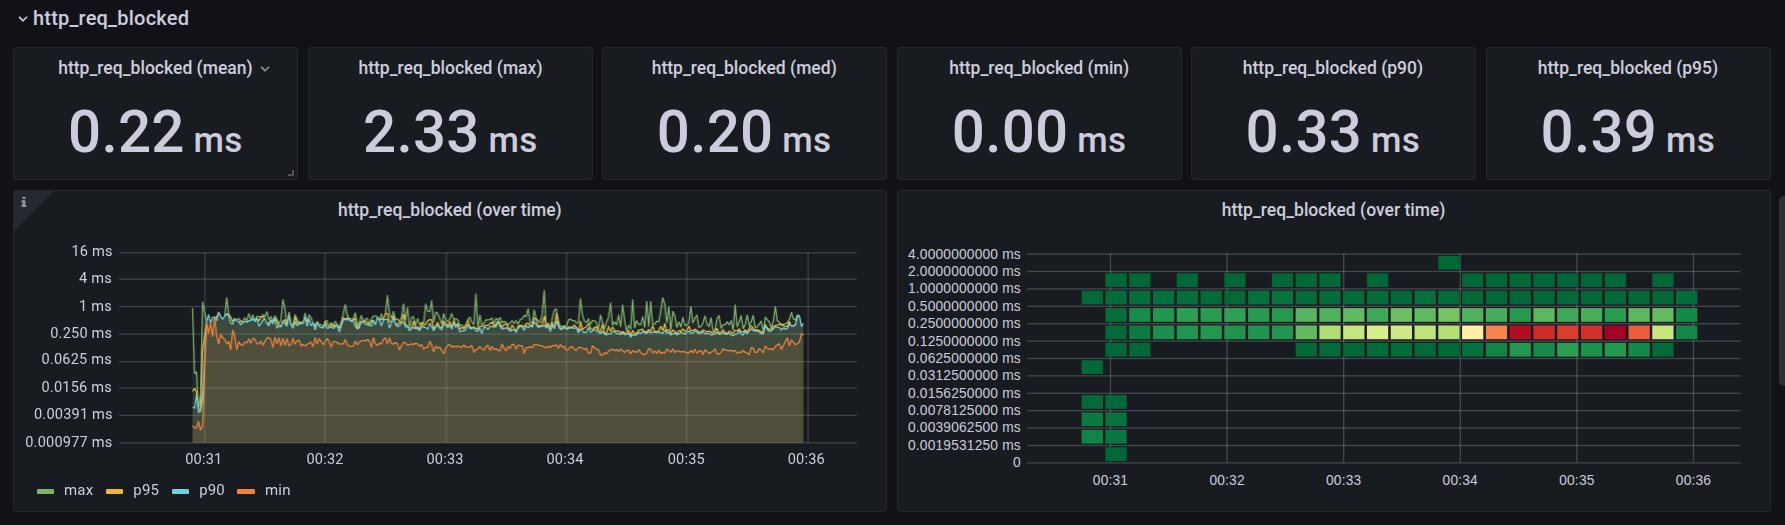 http_req_blocked
http_req_blocked (mean)
0.22 ms
http_req_blocked (max)
2.33 ms
http_req_blocked (med)
0.20 ms
http_req_blocked (min)
0.00 ms
http_req_blocked (p90)
0.33 ms
http_req_blocked (p95)
0.39 ms
i
http_req_blocked (over time)
16 ms
4 ms
1 ms
0.250 ms
0.0625 ms
0.0156 ms
0.00391 ms
0.000977 ms
00:31 00:32 00:33 00:34 00:35 00:36
max p95 p90 min
http_req_blocked (over time)
4.0000000000 ms
2.0000000000 ms
1.0000000000 ms
0.5000000000 ms
0.2500000000 ms
0.1250000000 ms
0.0625000000 ms
0.0312500000 ms
0.0156250000 ms
0.0078125000 ms
0.0039062500 ms
0.0019531250 ms
0
00:31 00:32 00:33 00:34 00:35 00:36